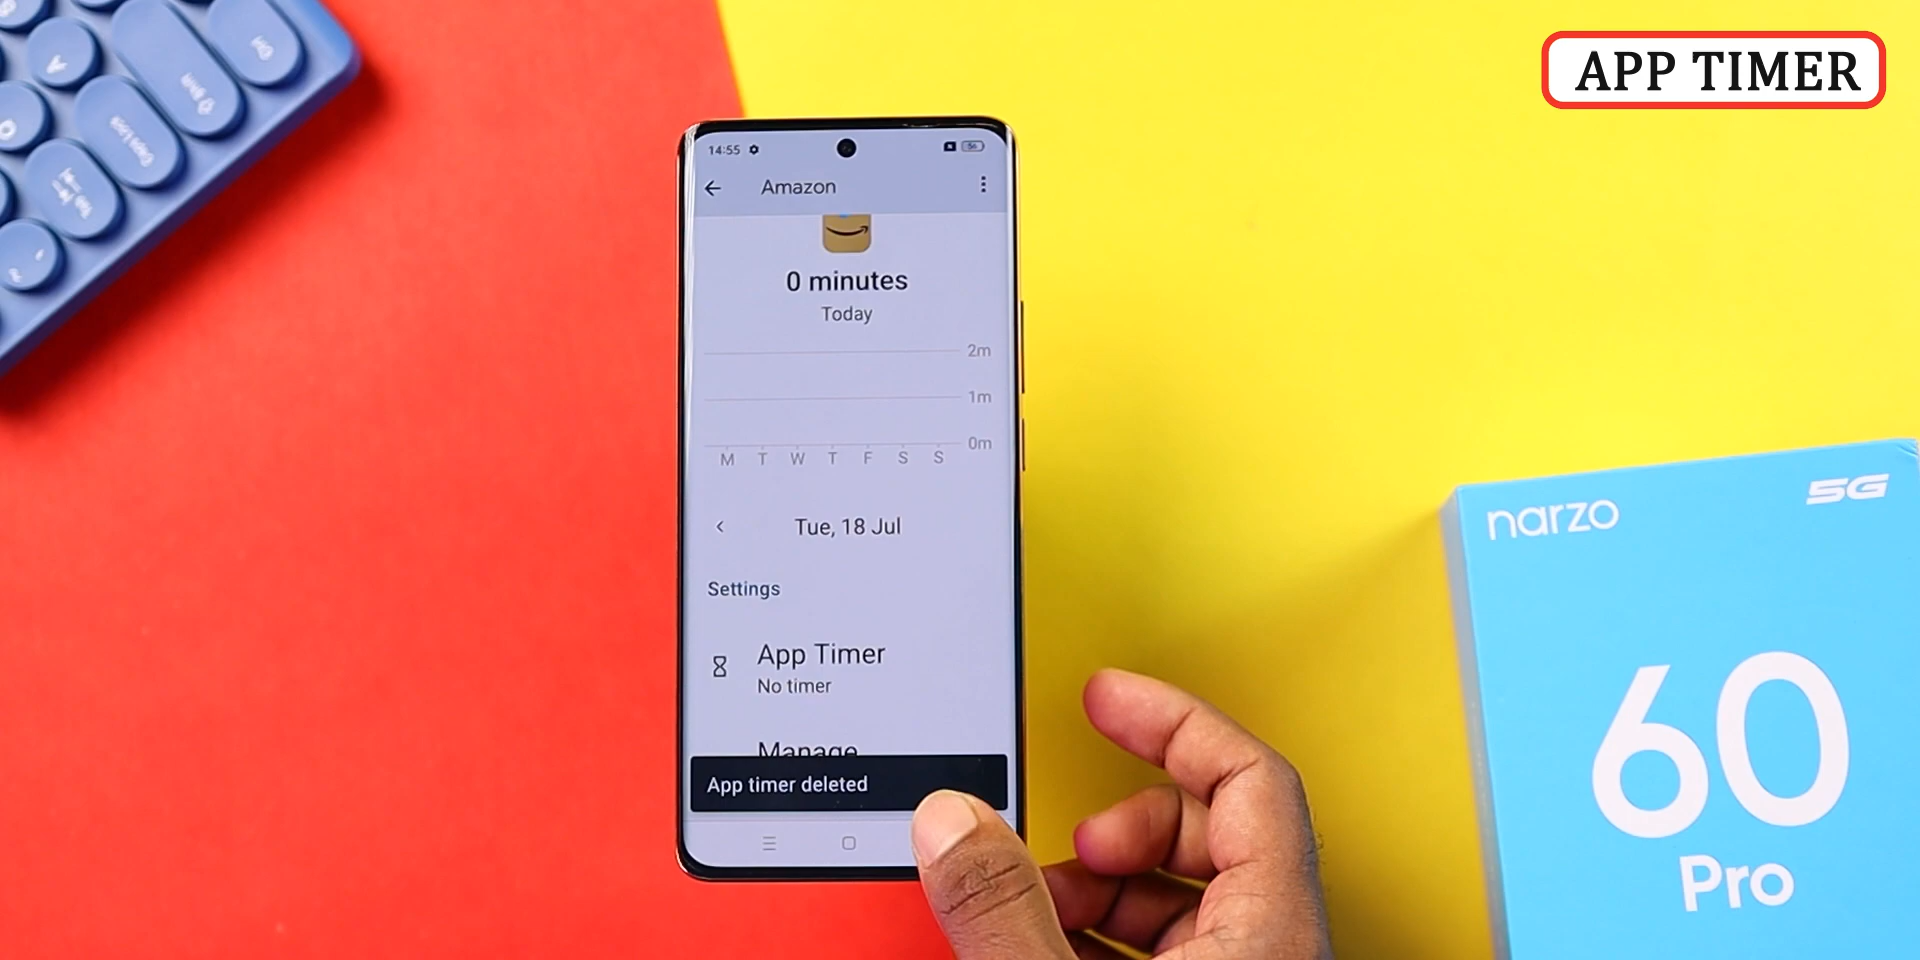 APP TIMER
14:55
56
Amazon
0 minutes
Today
2m
1m
0m
M T W T F S S
Tue, 18 Jul
Settings
App Timer
No timer
Manage
App timer deleted
narzo
5G
60
Pro